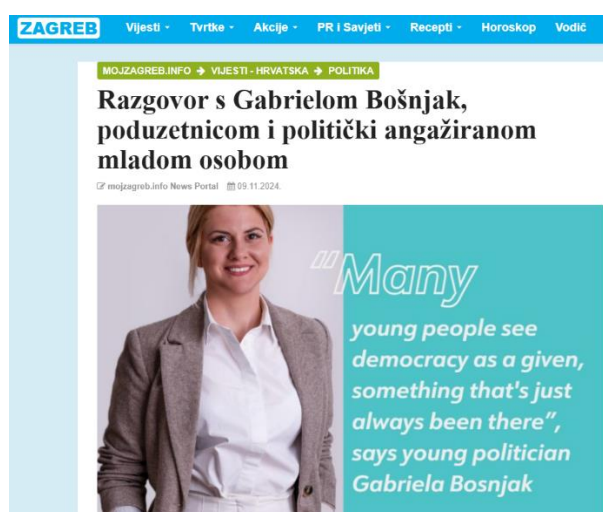 ZAGREB Vijesti Tvrtke Akcije PR i Savjeti Recepti Horoskop Vodič
MOJZAGREB.INFO → VIJESTI - HRVATSKA → POLITIKA
Razgovor s Gabrielom Bošnjak,
poduzetnicom i politički angažiranom
mladom osobom
mojzagreb.info News Portal 09.11.2024.
"Many
young people see
democracy as a given,
something that's just
always been there”,
says young politician
Gabriela Bosnjak